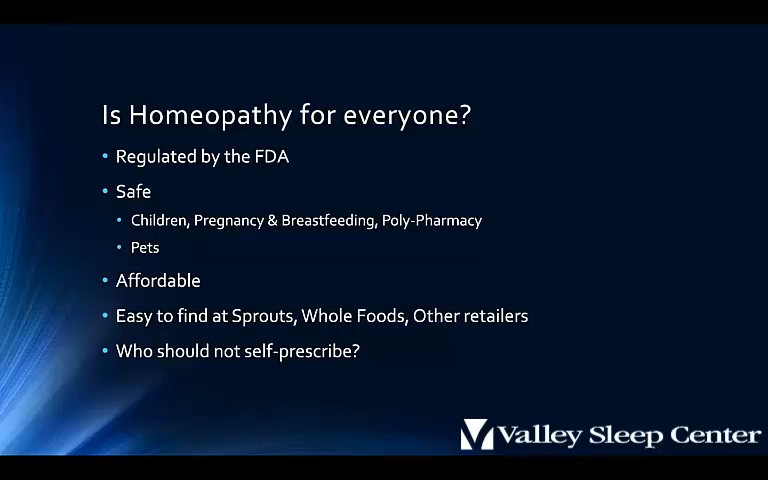 Is Homeopathy for everyone?
• Regulated by the FDA
• Safe
• Children, Pregnancy & Breastfeeding, Poly-Pharmacy
• Pets
• Affordable
• Easy to find at Sprouts, Whole Foods, Other retailers
• Who should not self-prescribe?
Valley Sleep Center